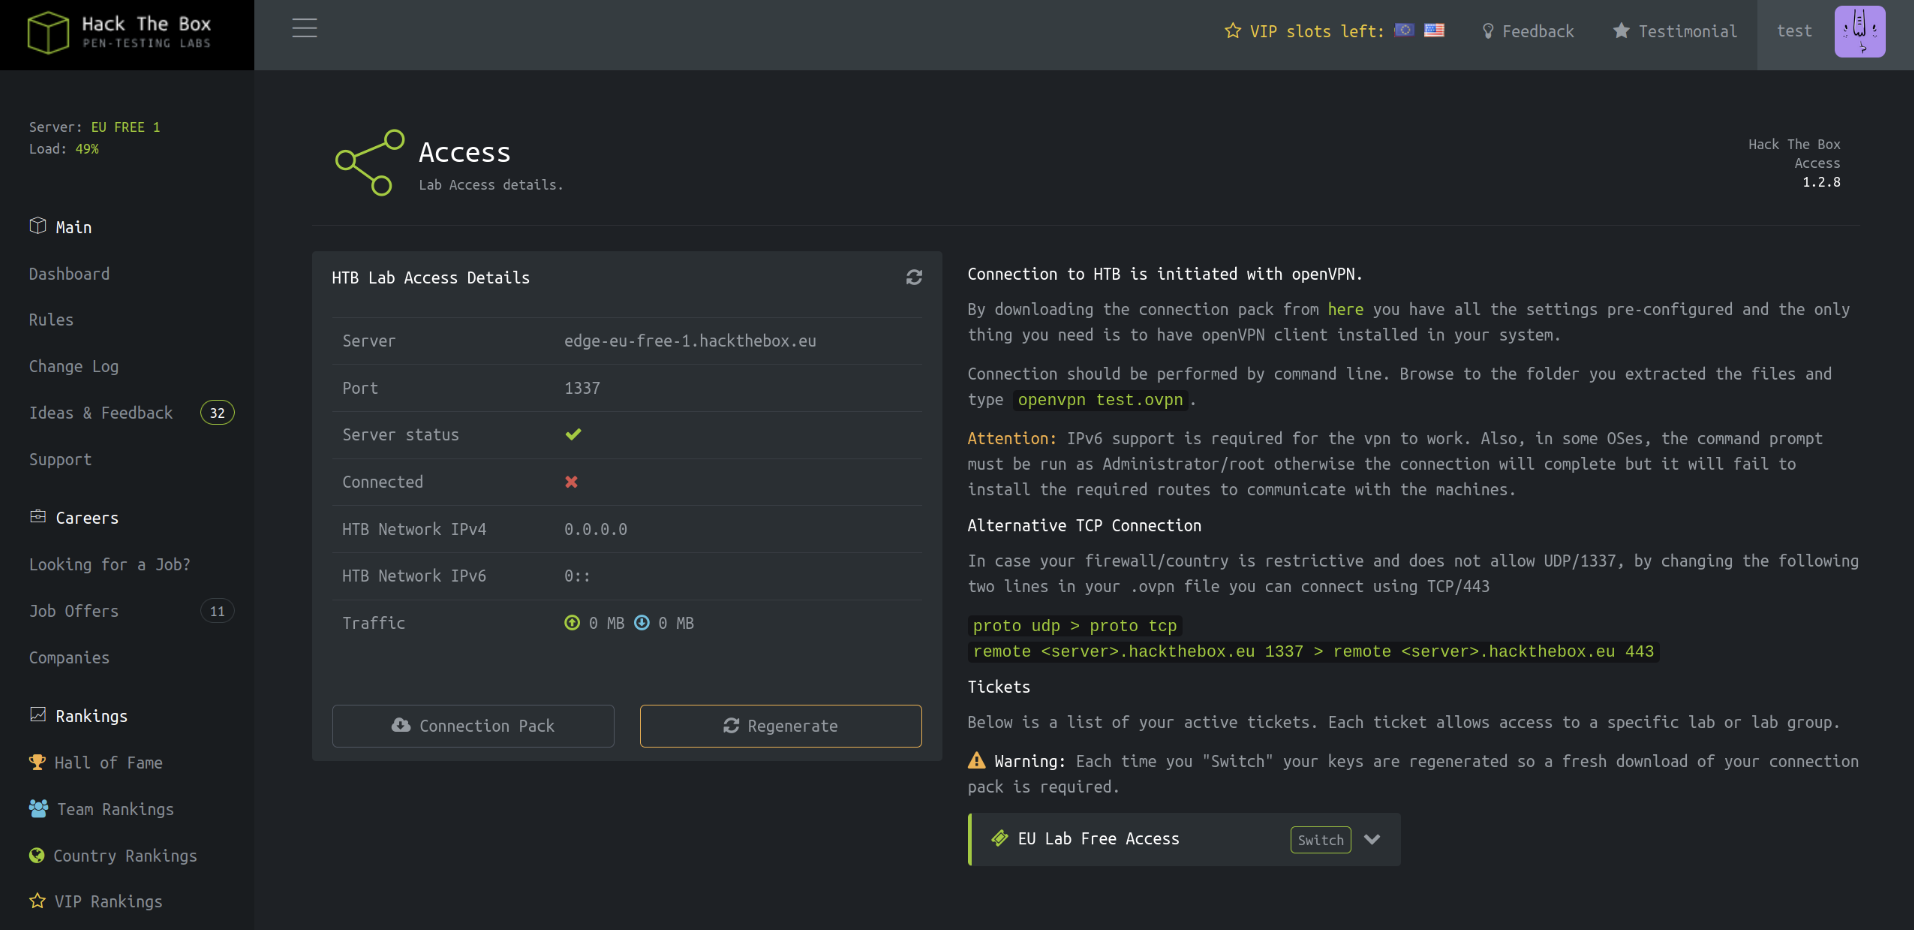 Hack The Box
PEN-TESTING LABS
VIP slots left:
Feedback
Testimonial
test
Server: EU FREE 1
Load: 49%
Main
Dashboard
Rules
Change Log
Ideas & Feedback 32
Support
Careers
Looking for a Job?
Job Offers 11
Companies
Rankings
Hall of Fame
Team Rankings
Country Rankings
VIP Rankings
Access
Lab Access details.
Hack The Box
Access
1.2.8
HTB Lab Access Details
Server edge-eu-free-1.hackthebox.eu
Port 1337
Server status
Connected
HTB Network IPv4 0.0.0.0
HTB Network IPv6 0::
Traffic 0 MB 0 MB
Connection Pack
Regenerate
Connection to HTB is initiated with openVPN.
By downloading the connection pack from here you have all the settings pre-configured and the only
thing you need is to have openVPN client installed in your system.
Connection should be performed by command line. Browse to the folder you extracted the files and
type openvpn test.ovpn.
Attention: IPv6 support is required for the vpn to work. Also, in some OSes, the command prompt
must be run as Administrator/root otherwise the connection will complete but it will fail to
install the required routes to communicate with the machines.
Alternative TCP Connection
In case your firewall/country is restrictive and does not allow UDP/1337, by changing the following
two lines in your .ovpn file you can connect using TCP/443
proto udp > proto tcp
remote <server>.hackthebox.eu 1337 > remote <server>.hackthebox.eu 443
Tickets
Below is a list of your active tickets. Each ticket allows access to a specific lab or lab group.
Warning: Each time you "Switch" your keys are regenerated so a fresh download of your connection
pack is required.
EU Lab Free Access
Switch